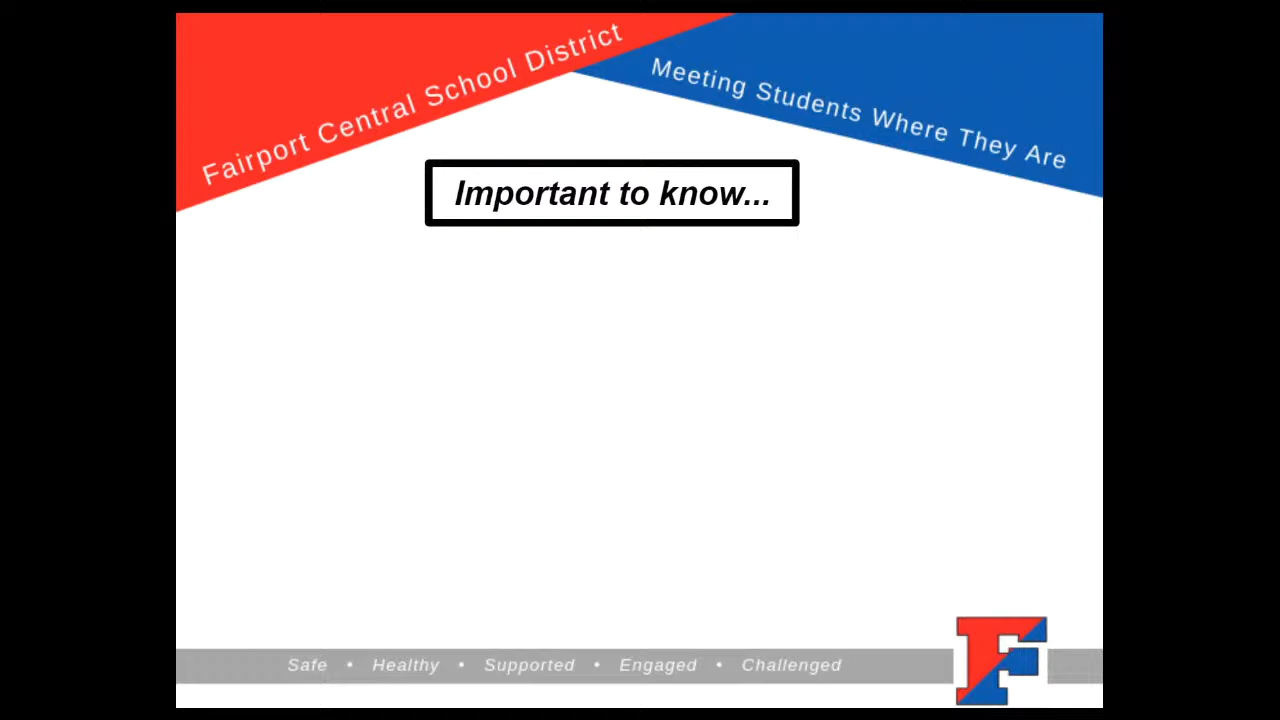 Fairport Central School District
Meeting Students Where They Are
Important to know...
Safe • Healthy • Supported • Engaged • Challenged
F